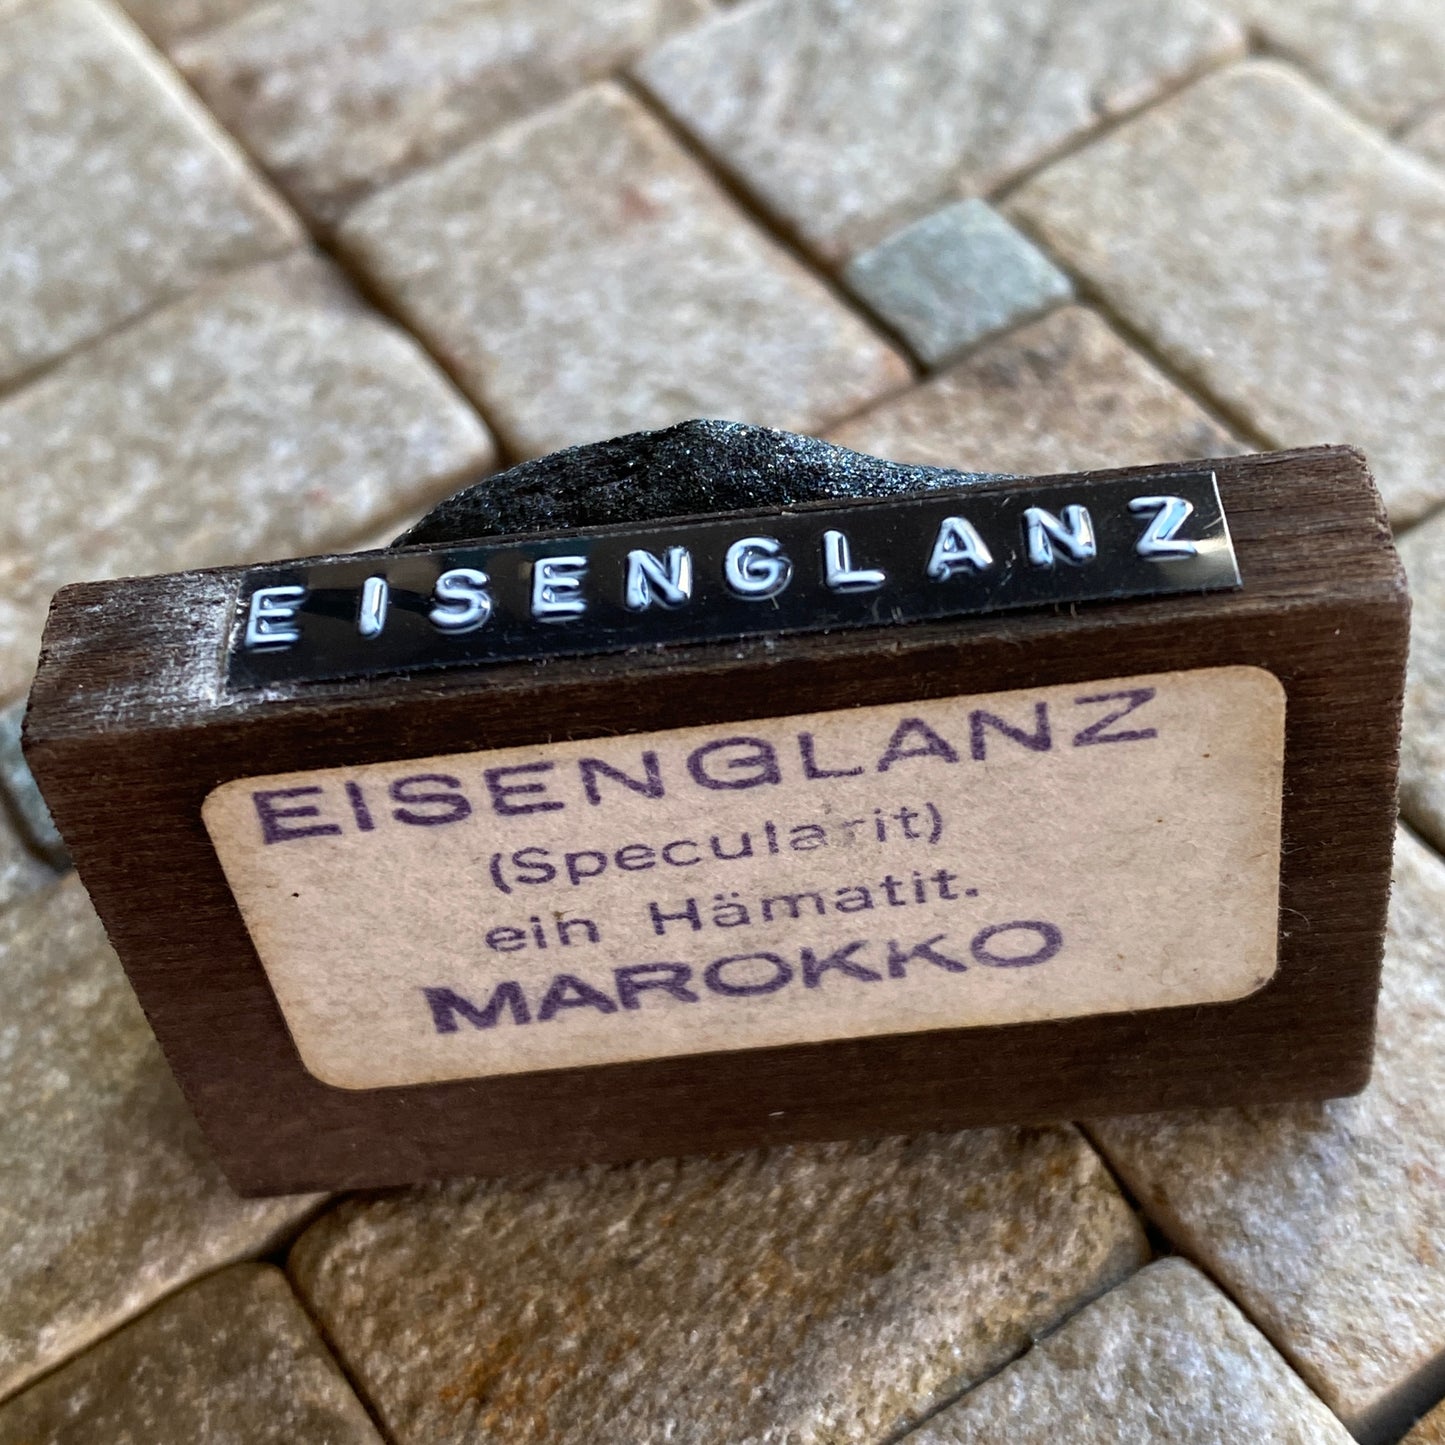 EISENGLANZ
EISENGLANZ
(Specularit)
ein Hämatit.
MAROKKO